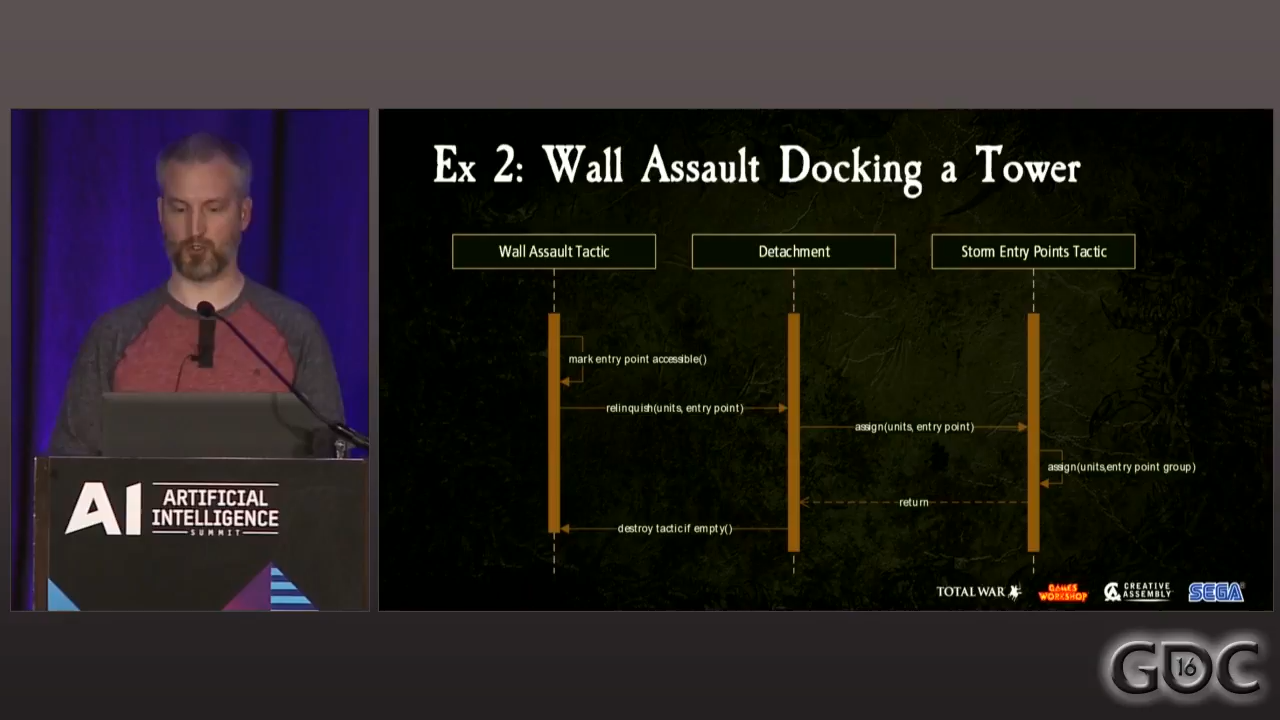 Ex 2: Wall Assault Docking a Tower
Wall Assault Tactic
Detachment
Storm Entry Points Tactic
mark entry point accessible()
relinquish(units, entry point)
assign(units, entry point)
assign(units,entry point group)
return
destroy tactic if empty()
AI ARTIFICIAL
INTELLIGENCE
SUMMIT
TOTAL WAR
GAMES
WORKSHOP
CREATIVE
ASSEMBLY
SEGA
GDC
16